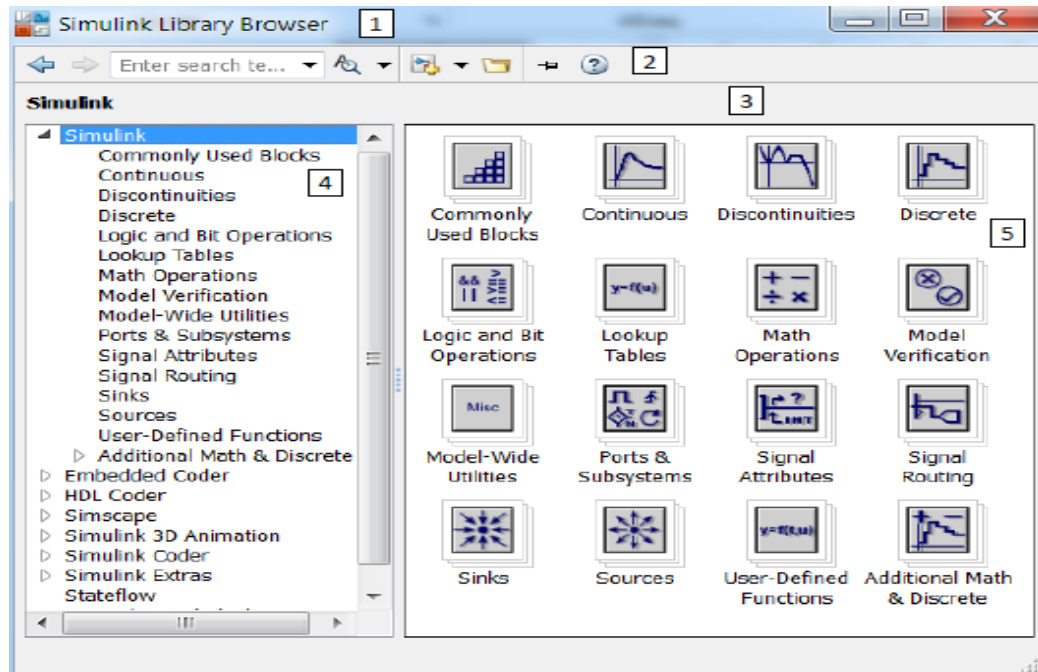 Simulink Library Browser 1
Enter search te... 2
Simulink 3
Simulink
Commonly Used Blocks
Continuous
Discontinuities
Discrete
Logic and Bit Operations
Lookup Tables
Math Operations
Model Verification
Model-Wide Utilities
Ports & Subsystems
Signal Attributes
Signal Routing
Sinks
Sources
User-Defined Functions
Additional Math & Discrete
Embedded Coder
HDL Coder
Simscape
Simulink 3D Animation
Simulink Coder
Simulink Extras
Stateflow
4
Commonly Used Blocks
Continuous
Discontinuities
Discrete
5
&& ||
Logic and Bit Operations
y=f(u)
Lookup Tables
+ − ÷ ×
Math Operations
Model Verification
Misc
Model-Wide Utilities
Ports & Subsystems
?
Signal Attributes
Signal Routing
Sinks
Sources
y=f(t,u)
User-Defined Functions
Additional Math & Discrete